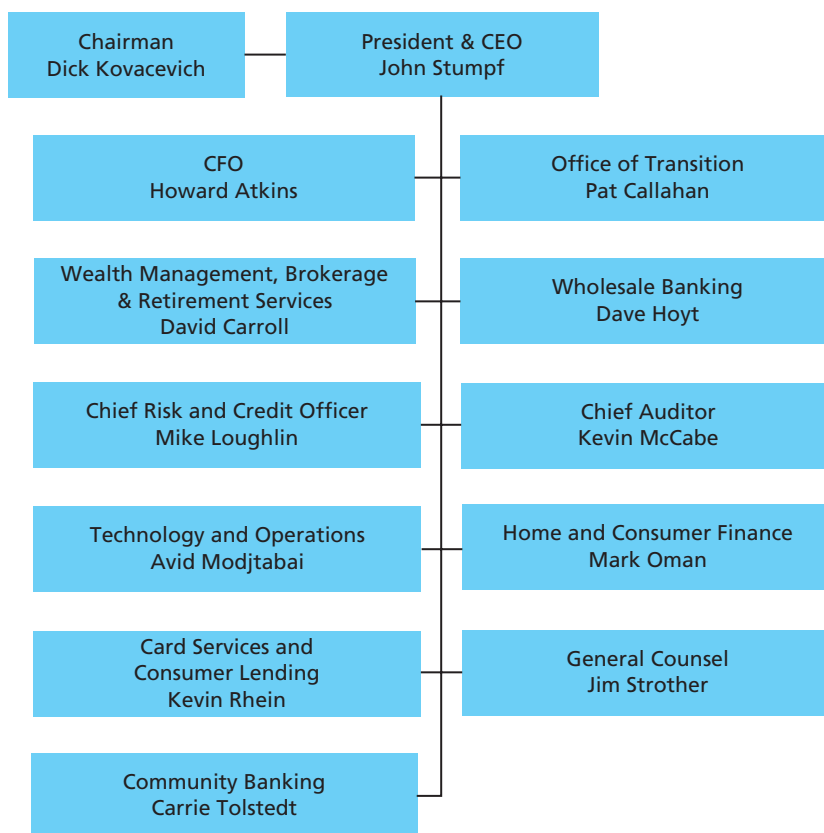 Chairman
Dick Kovacevich
President & CEO
John Stumpf
CFO
Howard Atkins
Office of Transition
Pat Callahan
Wealth Management, Brokerage
& Retirement Services
David Carroll
Wholesale Banking
Dave Hoyt
Chief Risk and Credit Officer
Mike Loughlin
Chief Auditor
Kevin McCabe
Technology and Operations
Avid Modjtabai
Home and Consumer Finance
Mark Oman
Card Services and
Consumer Lending
Kevin Rhein
General Counsel
Jim Strother
Community Banking
Carrie Tolstedt